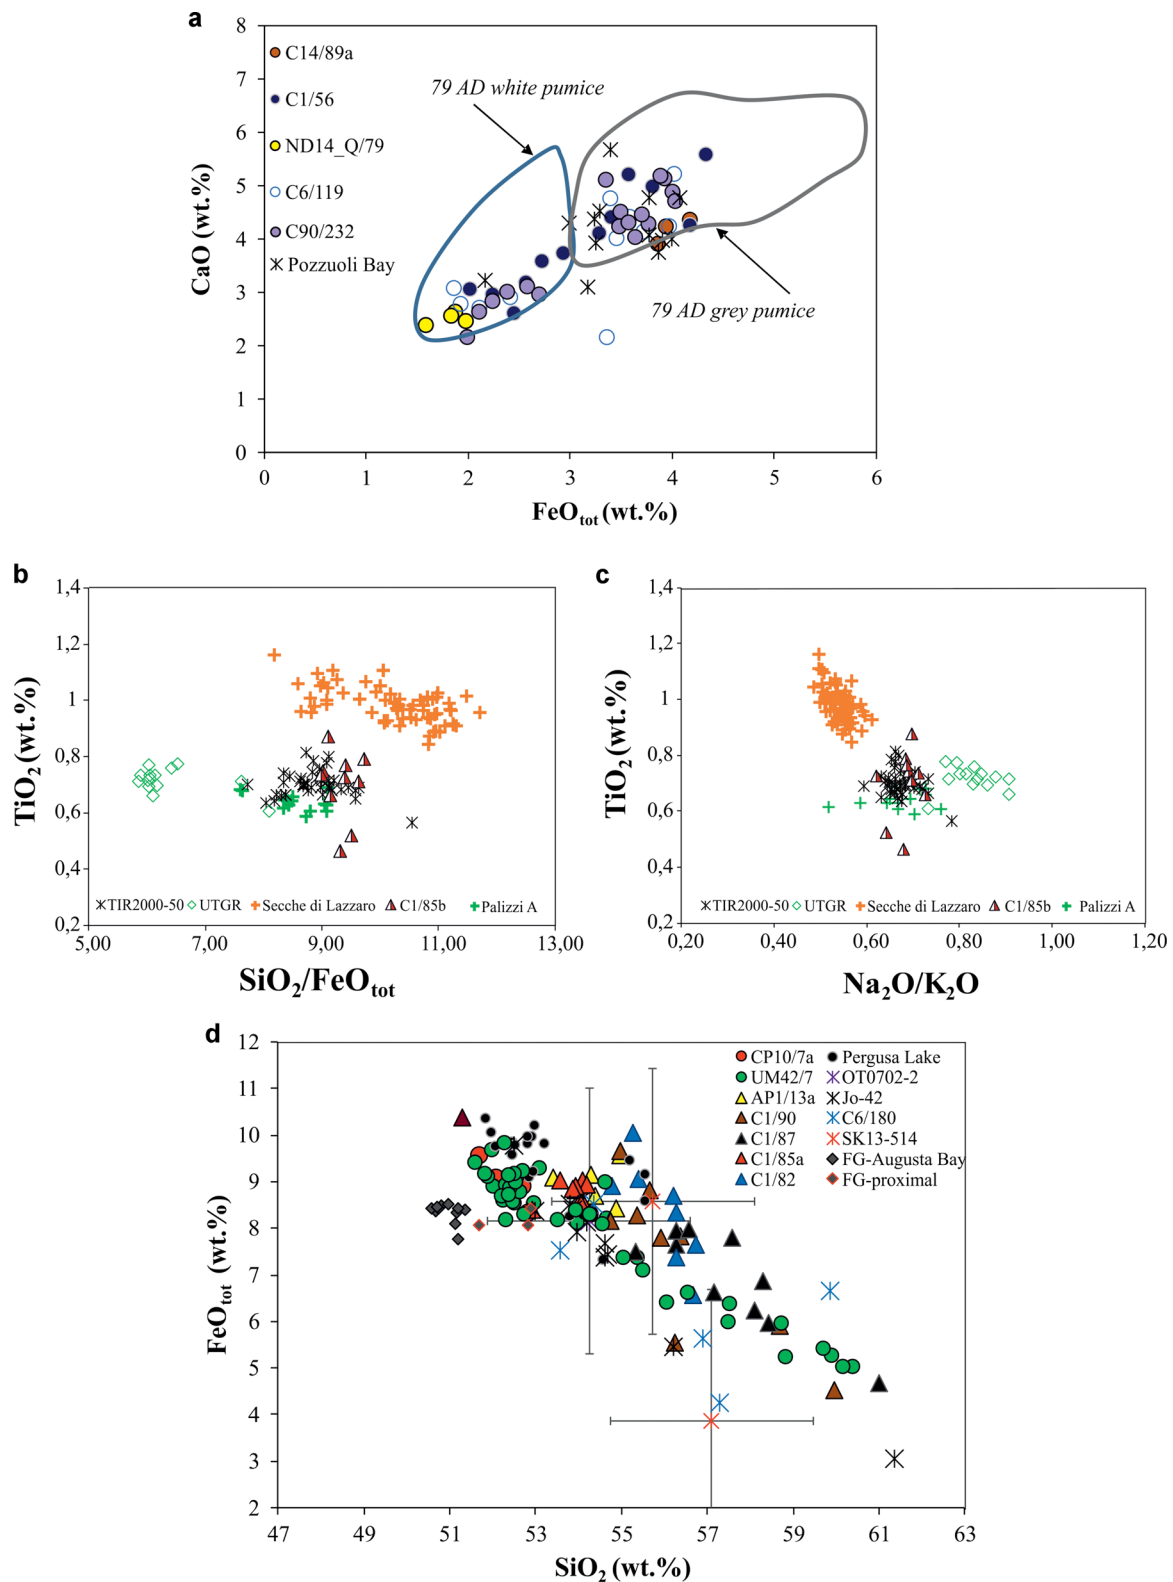 a
8
7
6
5
4
3
2
1
0
CaO (wt.%)
C14/89a
C1/56
ND14_Q/79
C6/119
C90/232
Pozzuoli Bay
79 AD white pumice
79 AD grey pumice
0 1 2 3 4 5 6
FeOtot (wt.%)
b
1,4
1,2
1
0,8
0,6
0,4
0,2
TiO2 (wt.%)
TIR2000-50 UTGR Secche di Lazzaro C1/85b Palizzi A
5,00 7,00 9,00 11,00 13,00
SiO2/FeOtot
c
1,4
1,2
1
0,8
0,6
0,4
0,2
TiO2 (wt.%)
TIR2000-50 UTGR Secche di Lazzaro C1/85b Palizzi A
0,20 0,40 0,60 0,80 1,00 1,20
Na2O/K2O
d
12
11
10
9
8
7
6
5
4
3
2
FeOtot (wt.%)
CP10/7a Pergusa Lake
UM42/7 OT0702-2
AP1/13a Jo-42
C1/90 C6/180
C1/87 SK13-514
C1/85a FG-Augusta Bay
C1/82 FG-proximal
47 49 51 53 55 57 59 61 63
SiO2 (wt.%)